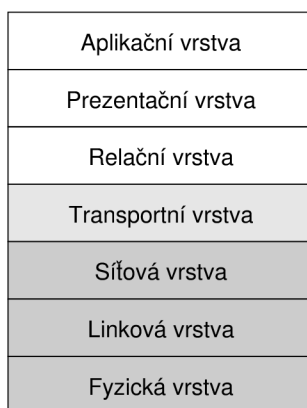 Aplikační vrstva
Prezentační vrstva
Relační vrstva
Transportní vrstva
Síťová vrstva
Linková vrstva
Fyzická vrstva